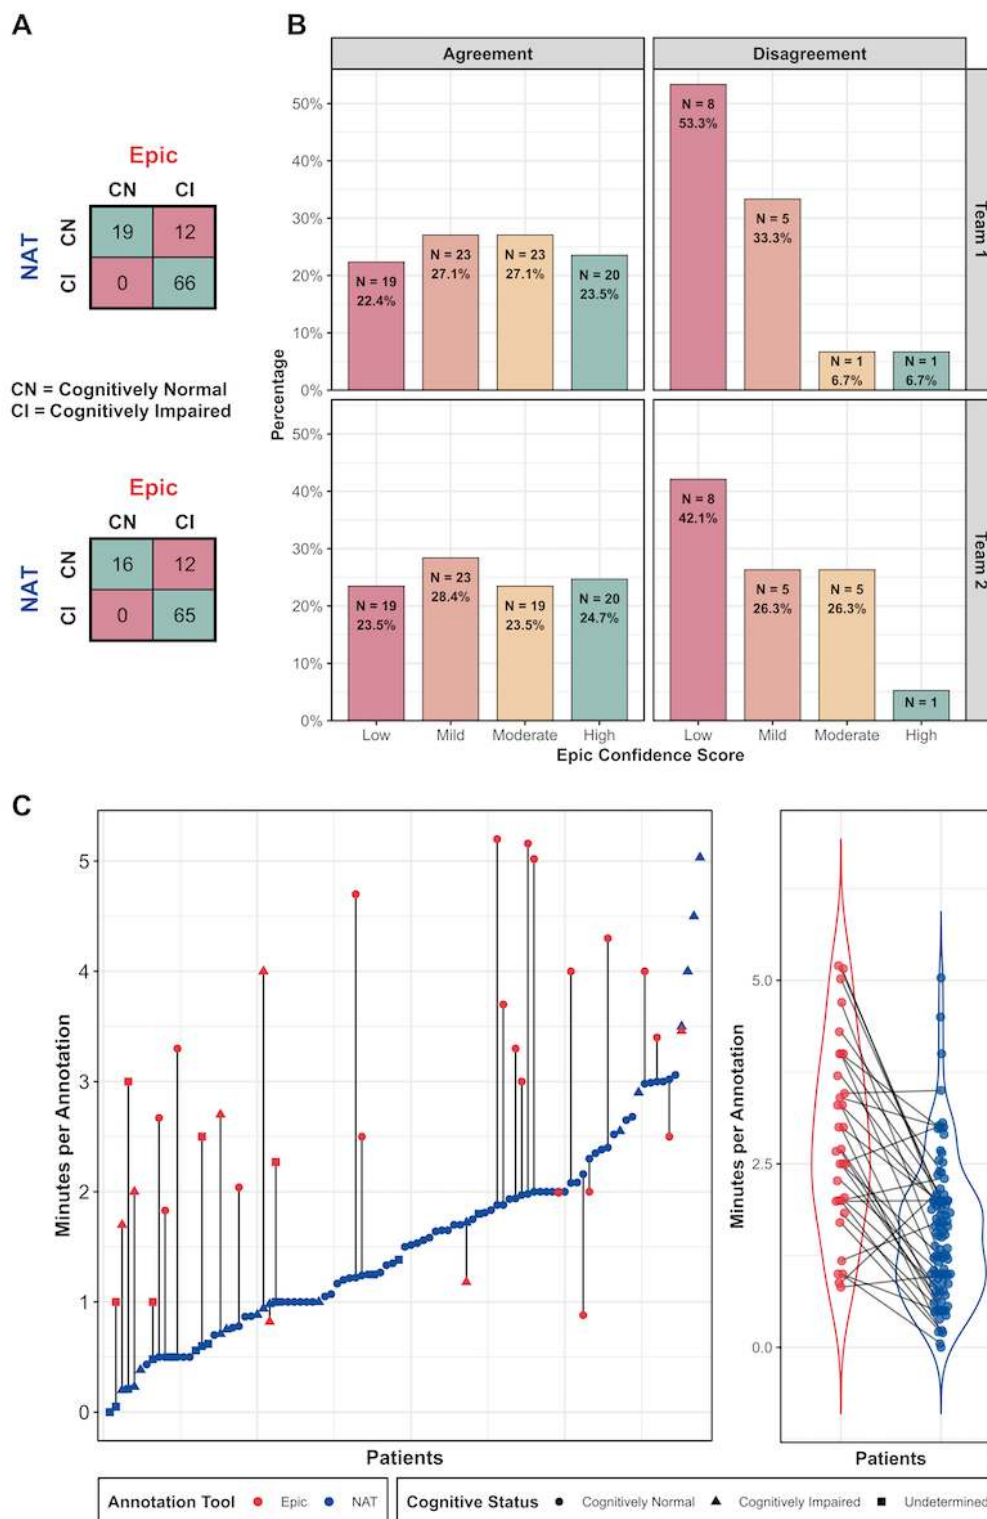 A
B
Epic
CN CI
NAT
CN 19 12
CI 0 66
CN = Cognitively Normal
CI = Cognitively Impaired
Epic
CN CI
NAT
CN 16 12
CI 0 65
Agreement
Disagreement
Team 1
Team 2
Percentage
50%
40%
30%
20%
10%
0%
N = 19
22.4%
N = 23
27.1%
N = 23
27.1%
N = 20
23.5%
N = 8
53.3%
N = 5
33.3%
N = 1
6.7%
N = 1
6.7%
50%
40%
30%
20%
10%
0%
N = 19
23.5%
N = 23
28.4%
N = 19
23.5%
N = 20
24.7%
N = 8
42.1%
N = 5
26.3%
N = 5
26.3%
N = 1
Low Mild Moderate High
Low Mild Moderate High
Epic Confidence Score
C
Minutes per Annotation
5
4
3
2
1
0
Patients
Minutes per Annotation
5.0
2.5
0.0
Patients
Annotation Tool Epic NAT
Cognitive Status Cognitively Normal Cognitively Impaired Undetermined